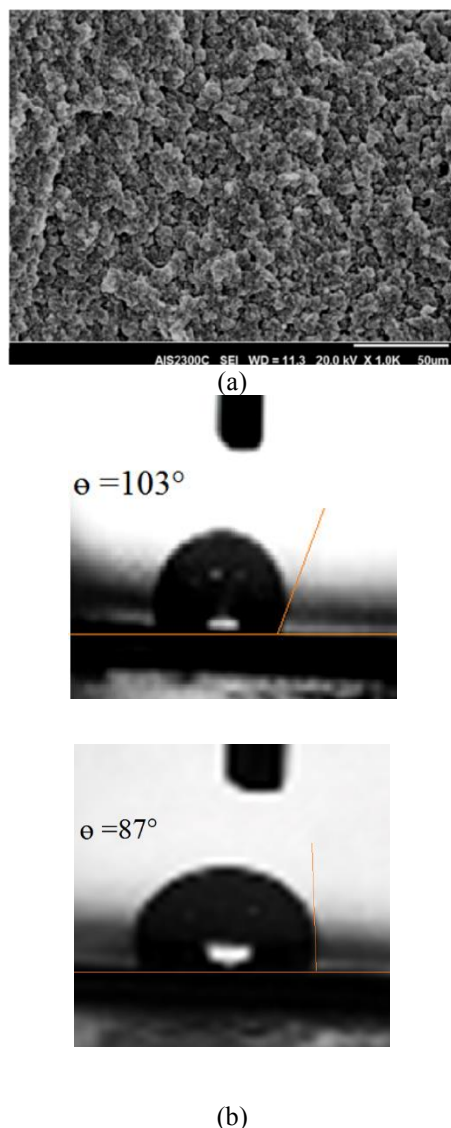 AIS2300C SEI WD = 11.3 20.0 kV X 1.0K 50um
(a)
ɵ =103°
ɵ =87°
(b)